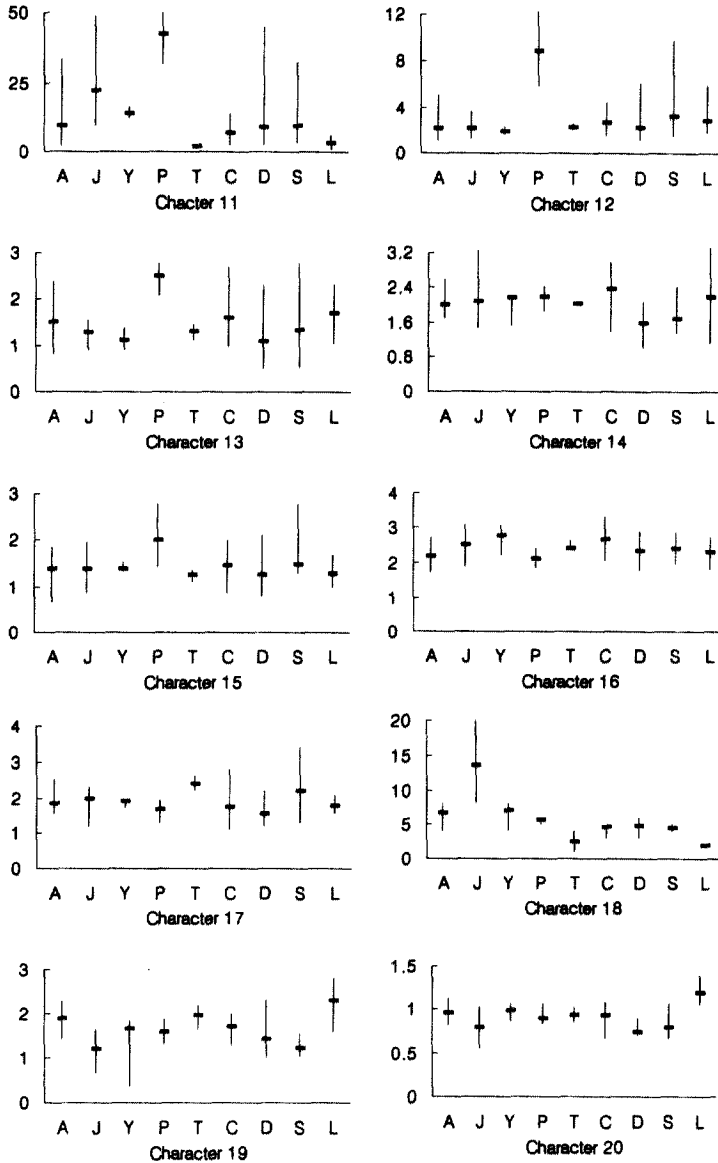 50
25
0
A J Y P T C D S L
Chacter 11
12
8
4
2
0
A J Y P T C D S L
Chacter 12
3
2
1
0
A J Y P T C D S L
Character 13
3.2
2.4
1.6
0.8
0
A J Y P T C D S L
Character 14
3
2
1
0
A J Y P T C D S L
Character 15
4
3
2
1
0
A J Y P T C D S L
Character 16
4
3
2
1
0
A J Y P T C D S L
Character 17
20
15
10
5
0
A J Y P T C D S L
Character 18
3
2
1
0
A J Y P T C D S L
Character 19
1.5
1
0.5
0
A J Y P T C D S L
Character 20